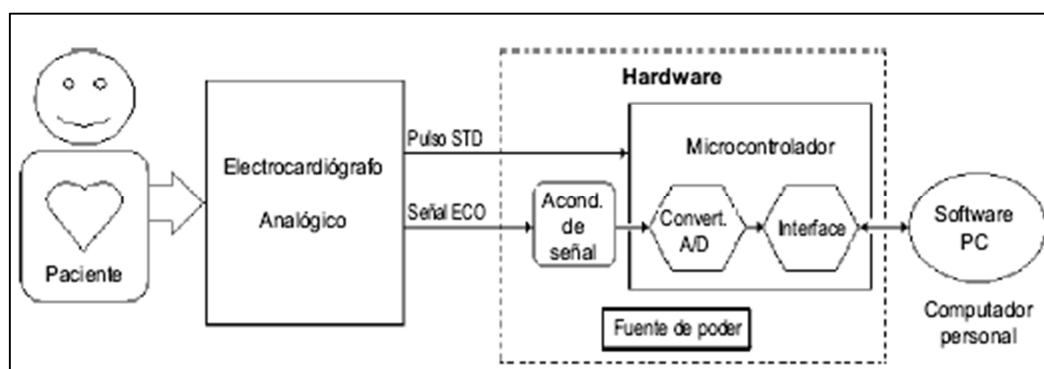 Paciente
Electrocardiógrafo
Analógico
Pulso STD
Señal ECO
Hardware
Acond.
de
señal
Microcontrolador
Convert.
A/D
Interface
Fuente de poder
Software
PC
Computador
personal